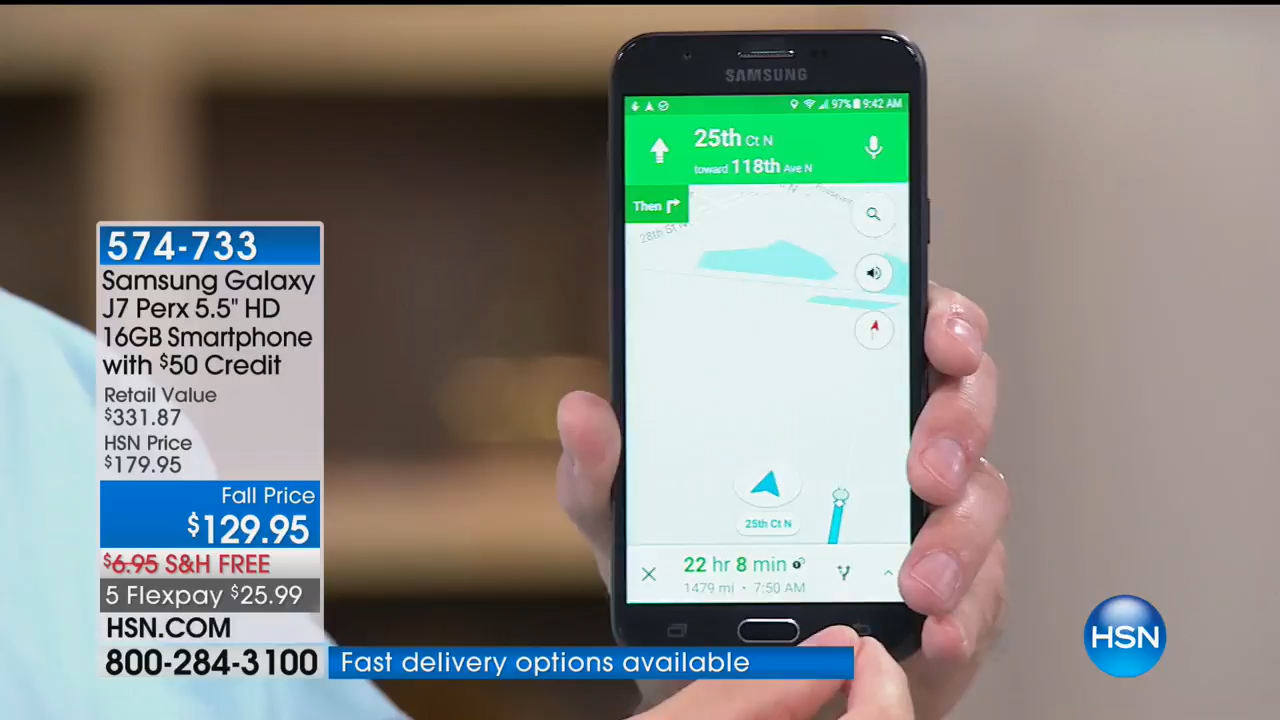 574-733
Samsung Galaxy
J7 Perx 5.5" HD
16GB Smartphone
with $50 Credit
Retail Value
$331.87
HSN Price
$179.95
Fall Price
$129.95
$6.95 S&H FREE
5 Flexpay $25.99
HSN.COM
800-284-3100
Fast delivery options available
SAMSUNG
97% 9:42 AM
25th Ct N
toward 118th Ave N
Then
28th St N
25th Ct N
22 hr 8 min
1479 mi • 7:50 AM
HSN